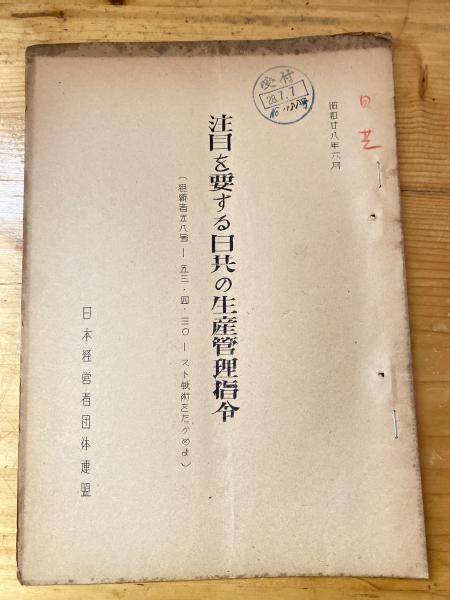 日共
昭和廿八年六月
受付
28.7.7
注目を要する日共の生産管理指令
（組織者五八号ー五三・四・三〇ースト戦術をたかめよ）
日本経営者団体連盟